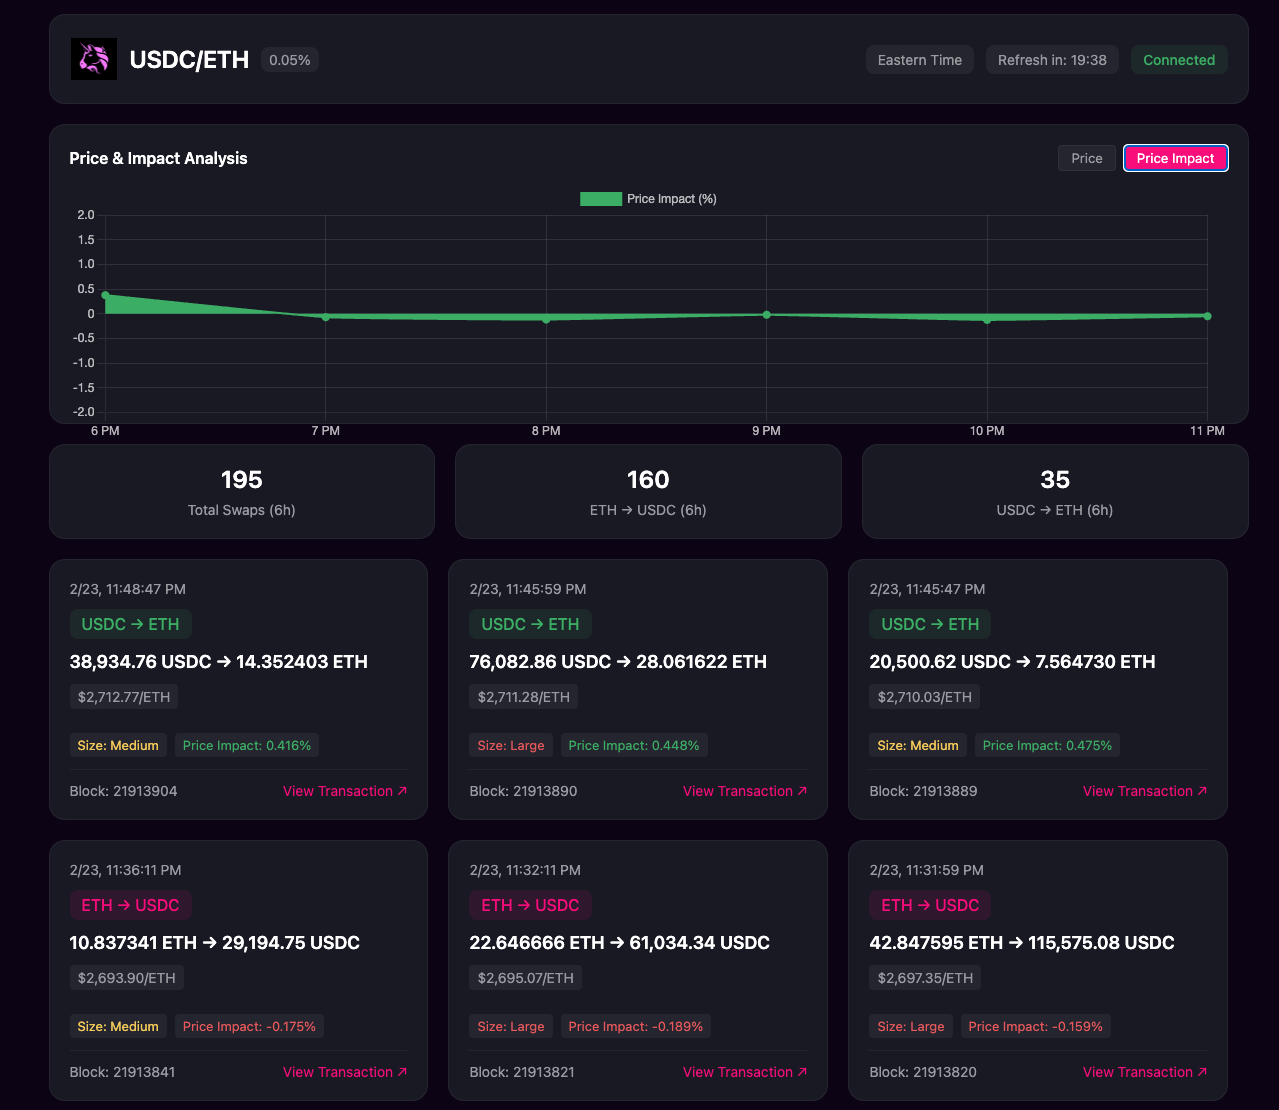 USDC/ETH 0.05% Eastern Time Refresh in: 19:38 Connected
Price & Impact Analysis Price Price Impact
Price Impact (%)
2.0
1.5
1.0
0.5
0
-0.5
-1.0
-1.5
-2.0
6 PM 7 PM 8 PM 9 PM 10 PM 11 PM
195 160 35
Total Swaps (6h) ETH → USDC (6h) USDC → ETH (6h)
2/23, 11:48:47 PM
USDC → ETH
38,934.76 USDC → 14.352403 ETH
$2,712.77/ETH
Size: Medium Price Impact: 0.416%
Block: 21913904 View Transaction ↗
2/23, 11:45:59 PM
USDC → ETH
76,082.86 USDC → 28.061622 ETH
$2,711.28/ETH
Size: Large Price Impact: 0.448%
Block: 21913890 View Transaction ↗
2/23, 11:45:47 PM
USDC → ETH
20,500.62 USDC → 7.564730 ETH
$2,710.03/ETH
Size: Medium Price Impact: 0.475%
Block: 21913889 View Transaction ↗
2/23, 11:36:11 PM
ETH → USDC
10.837341 ETH → 29,194.75 USDC
$2,693.90/ETH
Size: Medium Price Impact: -0.175%
Block: 21913841 View Transaction ↗
2/23, 11:32:11 PM
ETH → USDC
22.646666 ETH → 61,034.34 USDC
$2,695.07/ETH
Size: Large Price Impact: -0.189%
Block: 21913821 View Transaction ↗
2/23, 11:31:59 PM
ETH → USDC
42.847595 ETH → 115,575.08 USDC
$2,697.35/ETH
Size: Large Price Impact: -0.159%
Block: 21913820 View Transaction ↗